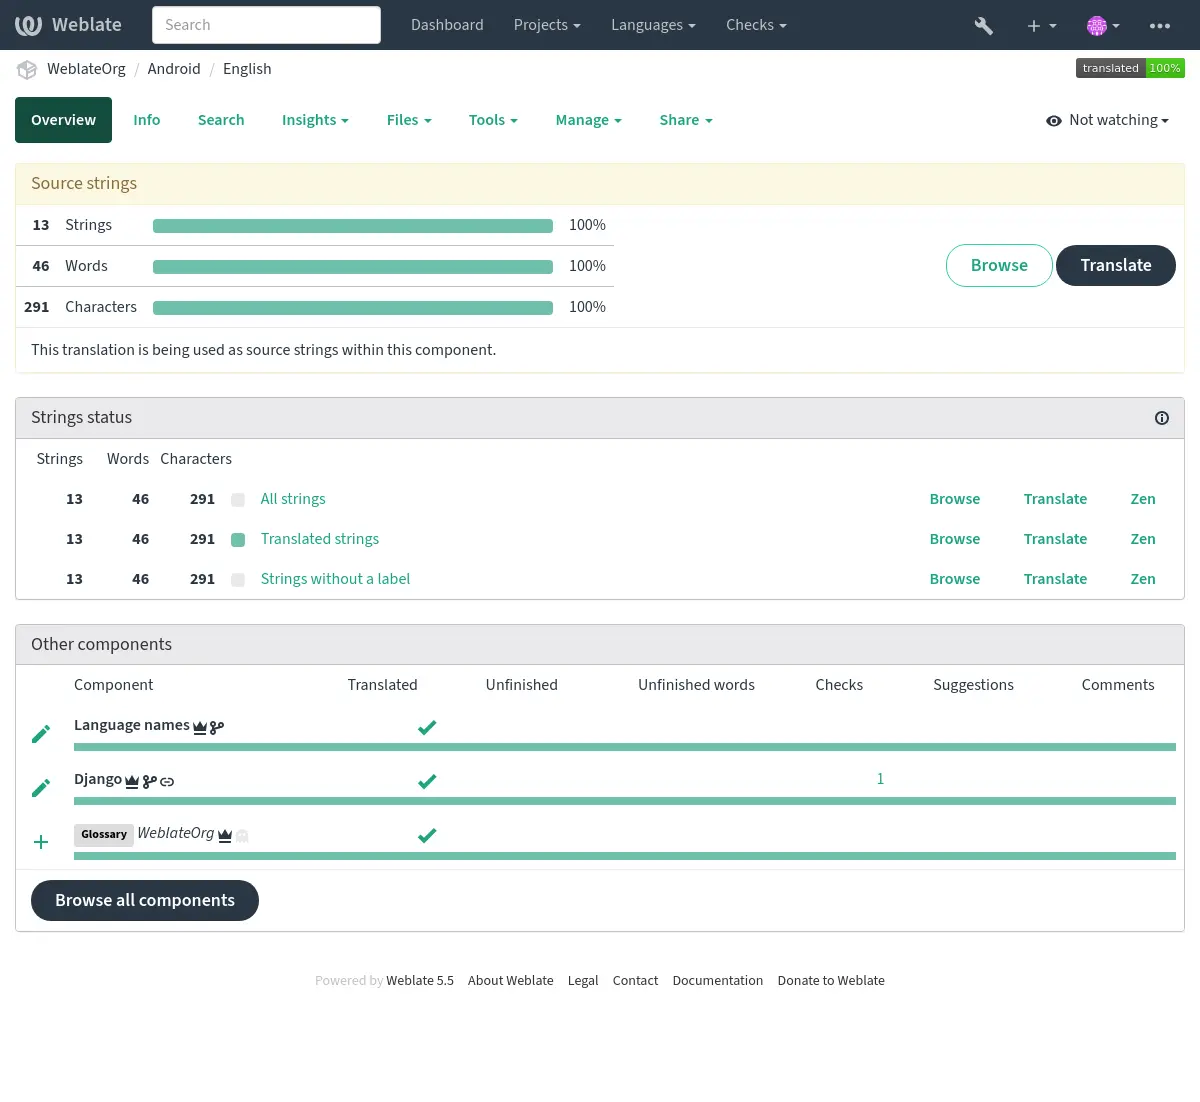 Weblate Search Dashboard Projects Languages Checks
WeblateOrg / Android / English translated 100%
Overview Info Search Insights Files Tools Manage Share Not watching
Source strings
13 Strings 100%
46 Words 100%
291 Characters 100%
Browse Translate
This translation is being used as source strings within this component.
Strings status
Strings Words Characters
13 46 291 All strings Browse Translate Zen
13 46 291 Translated strings Browse Translate Zen
13 46 291 Strings without a label Browse Translate Zen
Other components
Component Translated Unfinished Unfinished words Checks Suggestions Comments
Language names
Django 1
Glossary WeblateOrg
Browse all components
Powered by Weblate 5.5 About Weblate Legal Contact Documentation Donate to Weblate